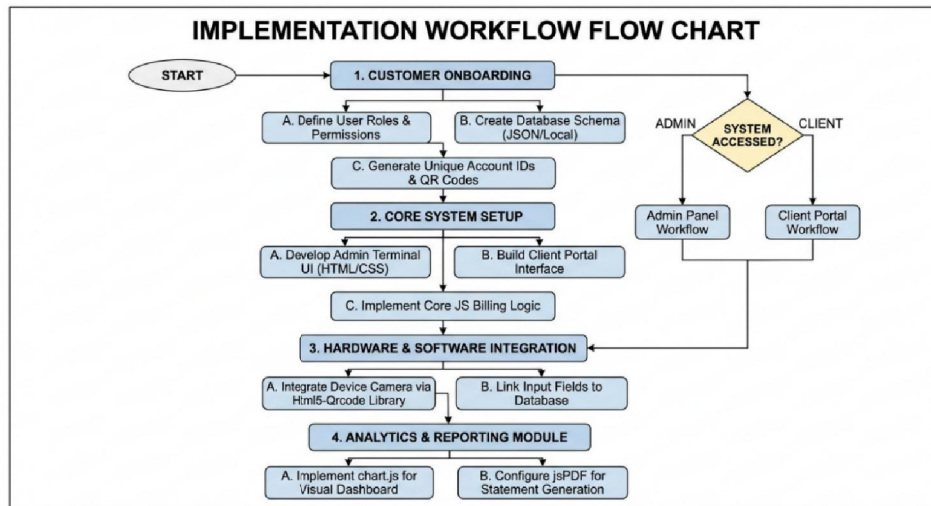 IMPLEMENTATION WORKFLOW FLOW CHART
START
1. CUSTOMER ONBOARDING
A. Define User Roles &
Permissions
B. Create Database Schema
(JSON/Local)
ADMIN
SYSTEM
ACCESSED?
CLIENT
C. Generate Unique Account IDs
& QR Codes
2. CORE SYSTEM SETUP
Admin Panel
Workflow
Client Portal
Workflow
A. Develop Admin Terminal
UI (HTML/CSS)
B. Build Client Portal
Interface
C. Implement Core JS Billing Logic
3. HARDWARE & SOFTWARE INTEGRATION
A. Integrate Device Camera via
Html5-Qrcode Library
B. Link Input Fields to
Database
4. ANALYTICS & REPORTING MODULE
A. Implement chart.js for
Visual Dashboard
B. Configure jsPDF for
Statement Generation